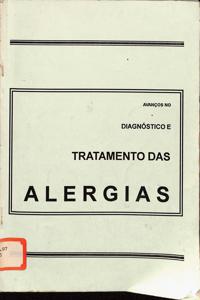 AVANÇOS NO
DIAGNÓSTICO E
TRATAMENTO DAS
ALERGIAS